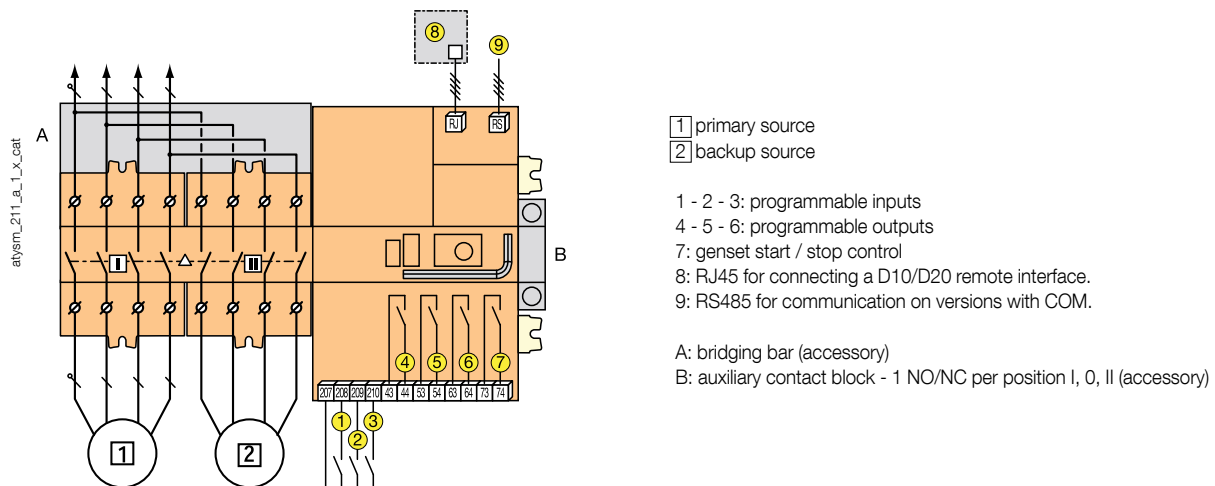 8
9
RJ
RS
A
atysm_211_a_1_x_cat
I
II
B
4
5
6
7
207 208 209 210 43 44 53 54 63 64 73 74
1
2
3
1
2
1 primary source
2 backup source
1 - 2 - 3: programmable inputs
4 - 5 - 6: programmable outputs
7: genset start / stop control
8: RJ45 for connecting a D10/D20 remote interface.
9: RS485 for communication on versions with COM.
A: bridging bar (accessory)
B: auxiliary contact block - 1 NO/NC per position I, 0, II (accessory)